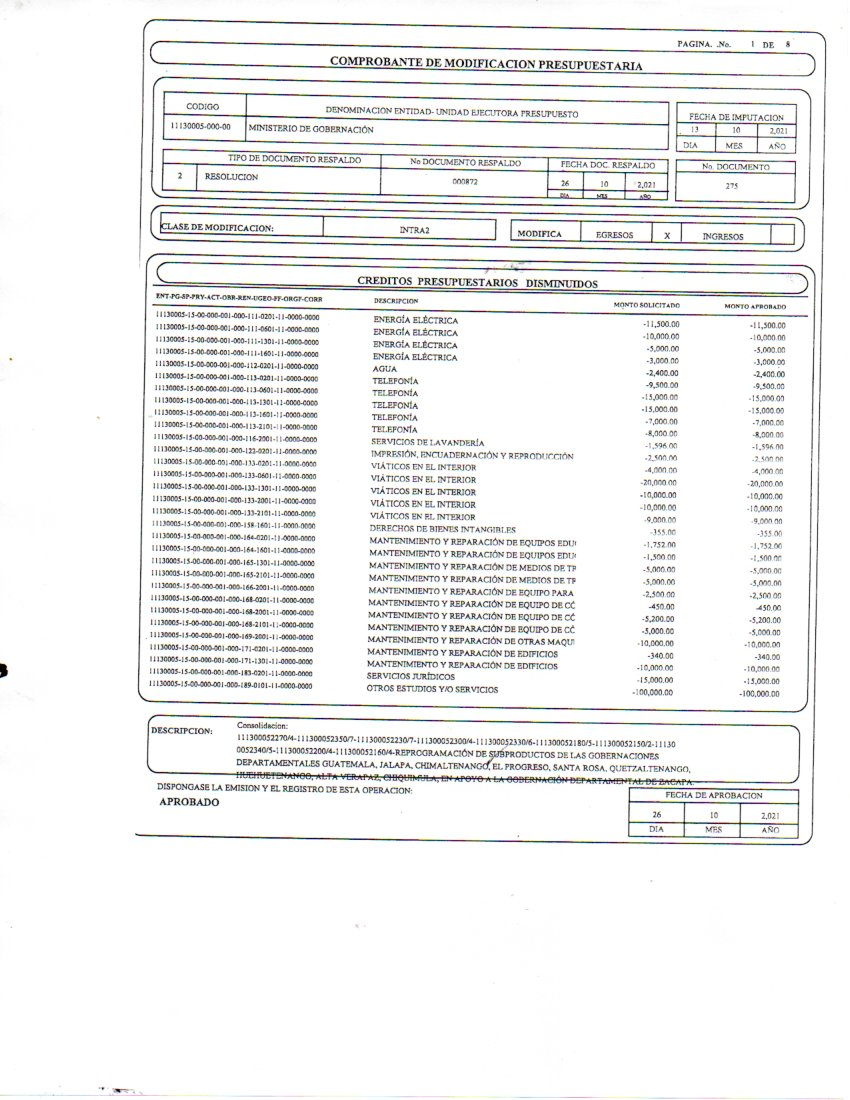 PAGINA. .No. 1 DE 8
COMPROBANTE DE MODIFICACION PRESUPUESTARIA
CODIGO DENOMINACION ENTIDAD- UNIDAD EJECUTORA PRESUPUESTO FECHA DE IMPUTACION
11130005-000-00 MINISTERIO DE GOBERNACIÓN 13 10 2,021
DIA MES AÑO
TIPO DE DOCUMENTO RESPALDO No DOCUMENTO RESPALDO FECHA DOC. RESPALDO No. DOCUMENTO
2 RESOLUCION 000872 26 10 2,021 275
DIA MES AÑO
CLASE DE MODIFICACION: INTRA2 MODIFICA EGRESOS X INGRESOS
CREDITOS PRESUPUESTARIOS DISMINUIDOS
ENT-PG-SP-PRY-ACT-OBR-REN-UGEO-FF-ORGF-CORR DESCRIPCION MONTO SOLICITADO MONTO APROBADO
11130005-15-00-000-001-000-111-0201-11-0000-0000 ENERGÍA ELÉCTRICA -11,500.00 -11,500.00
11130005-15-00-000-001-000-111-0601-11-0000-0000 ENERGÍA ELÉCTRICA -10,000.00 -10,000.00
11130005-15-00-000-001-000-111-1301-11-0000-0000 ENERGÍA ELÉCTRICA -5,000.00 -5,000.00
11130005-15-00-000-001-000-111-1601-11-0000-0000 ENERGÍA ELÉCTRICA -3,000.00 -3,000.00
11130005-15-00-000-001-000-112-0201-11-0000-0000 AGUA -2,400.00 -2,400.00
11130005-15-00-000-001-000-113-0201-11-0000-0000 TELEFONÍA -9,500.00 -9,500.00
11130005-15-00-000-001-000-113-0601-11-0000-0000 TELEFONÍA -15,000.00 -15,000.00
11130005-15-00-000-001-000-113-1301-11-0000-0000 TELEFONÍA -15,000.00 -15,000.00
11130005-15-00-000-001-000-113-1601-11-0000-0000 TELEFONÍA -7,000.00 -7,000.00
11130005-15-00-000-001-000-113-2101-11-0000-0000 TELEFONÍA -8,000.00 -8,000.00
11130005-15-00-000-001-000-116-2001-11-0000-0000 SERVICIOS DE LAVANDERÍA -1,596.00 -1,596.00
11130005-15-00-000-001-000-122-0201-11-0000-0000 IMPRESIÓN, ENCUADERNACIÓN Y REPRODUCCIÓN -2,500.00 -2,500.00
11130005-15-00-000-001-000-133-0201-11-0000-0000 VIÁTICOS EN EL INTERIOR -4,000.00 -4,000.00
11130005-15-00-000-001-000-133-0601-11-0000-0000 VIÁTICOS EN EL INTERIOR -20,000.00 -20,000.00
11130005-15-00-000-001-000-133-1301-11-0000-0000 VIÁTICOS EN EL INTERIOR -10,000.00 -10,000.00
11130005-15-00-000-001-000-133-2001-11-0000-0000 VIÁTICOS EN EL INTERIOR -10,000.00 -10,000.00
11130005-15-00-000-001-000-133-2101-11-0000-0000 VIÁTICOS EN EL INTERIOR -9,000.00 -9,000.00
11130005-15-00-000-001-000-158-1601-11-0000-0000 DERECHOS DE BIENES INTANGIBLES -355.00 -355.00
11130005-15-00-000-001-000-164-0201-11-0000-0000 MANTENIMIENTO Y REPARACIÓN DE EQUIPOS EDU -1,752.00 -1,752.00
11130005-15-00-000-001-000-164-1601-11-0000-0000 MANTENIMIENTO Y REPARACIÓN DE EQUIPOS EDU -1,500.00 -1,500.00
11130005-15-00-000-001-000-165-1301-11-0000-0000 MANTENIMIENTO Y REPARACIÓN DE MEDIOS DE TR -5,000.00 -5,000.00
11130005-15-00-000-001-000-165-2101-11-0000-0000 MANTENIMIENTO Y REPARACIÓN DE MEDIOS DE TR -5,000.00 -5,000.00
11130005-15-00-000-001-000-166-2001-11-0000-0000 MANTENIMIENTO Y REPARACIÓN DE EQUIPO PARA -2,500.00 -2,500.00
11130005-15-00-000-001-000-168-0201-11-0000-0000 MANTENIMIENTO Y REPARACIÓN DE EQUIPO DE CÓ -450.00 -450.00
11130005-15-00-000-001-000-168-2001-11-0000-0000 MANTENIMIENTO Y REPARACIÓN DE EQUIPO DE CÓ -5,200.00 -5,200.00
11130005-15-00-000-001-000-168-2101-11-0000-0000 MANTENIMIENTO Y REPARACIÓN DE EQUIPO DE CÓ -5,000.00 -5,000.00
11130005-15-00-000-001-000-169-2001-11-0000-0000 MANTENIMIENTO Y REPARACIÓN DE OTRAS MAQU -10,000.00 -10,000.00
11130005-15-00-000-001-000-171-0201-11-0000-0000 MANTENIMIENTO Y REPARACIÓN DE EDIFICIOS -340.00 -340.00
11130005-15-00-000-001-000-171-1301-11-0000-0000 MANTENIMIENTO Y REPARACIÓN DE EDIFICIOS -10,000.00 -10,000.00
11130005-15-00-000-001-000-183-0201-11-0000-0000 SERVICIOS JURÍDICOS -15,000.00 -15,000.00
11130005-15-00-000-001-000-189-0101-11-0000-0000 OTROS ESTUDIOS Y/O SERVICIOS -100,000.00 -100,000.00
DESCRIPCION: Consolidacion:
111300052270/4-111300052350/7-111300052230/7-111300052300/4-111300052330/6-111300052180/5-111300052150/2-11130
0052340/5-111300052200/4-111300052160/4-REPROGRAMACIÓN DE SUBPRODUCTOS DE LAS GOBERNACIONES
DEPARTAMENTALES GUATEMALA, JALAPA, CHIMALTENANGO, EL PROGRESO, SANTA ROSA, QUETZALTENANGO,
HUEHUETENANGO, ALTA VERAPAZ, CHIQUIMULA, EN APOYO A LA GOBERNACIÓN DEPARTAMENTAL DE ZACAPA.
DISPONGASE LA EMISION Y EL REGISTRO DE ESTA OPERACION:
APROBADO
FECHA DE APROBACION
26 10 2,021
DIA MES AÑO